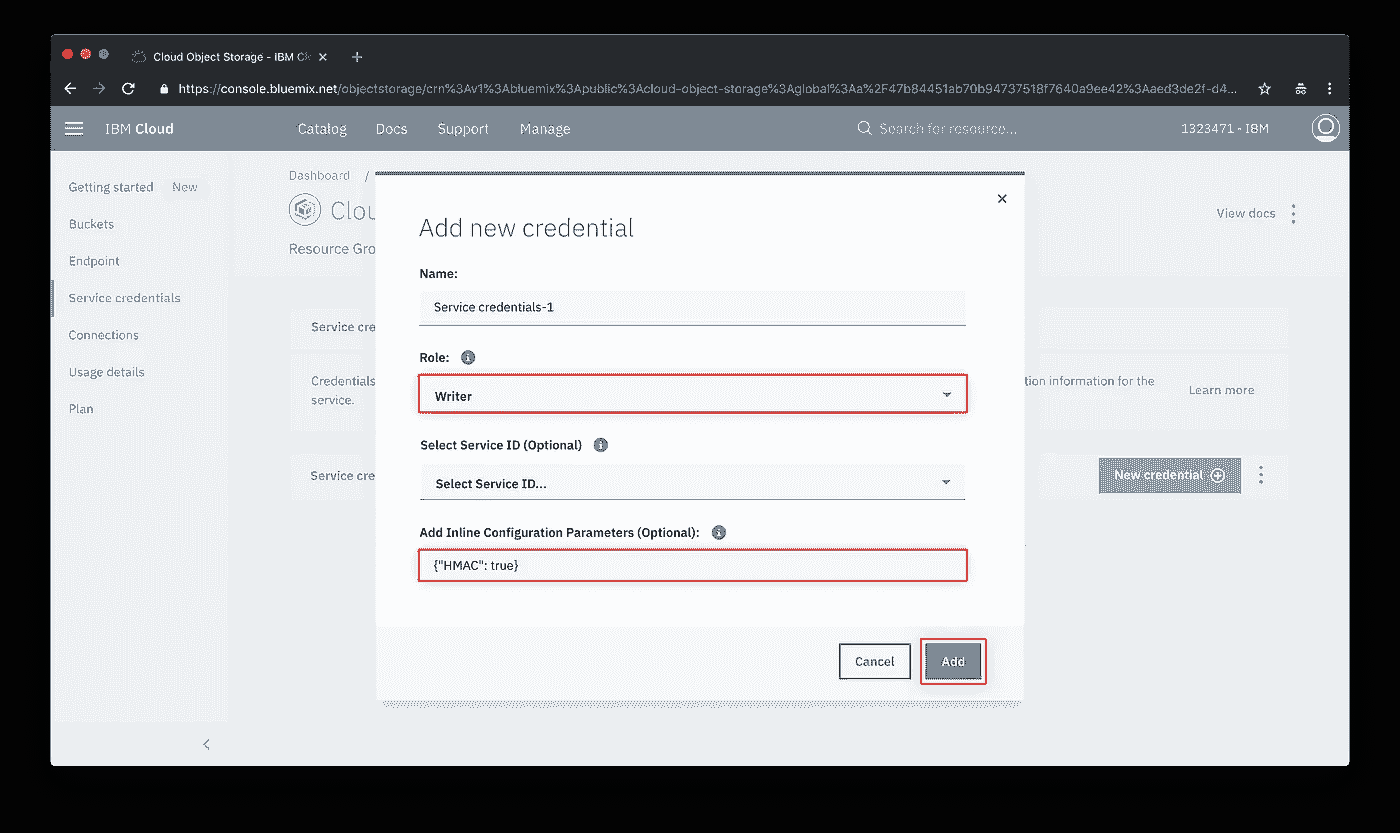 Cloud Object Storage - IBM Cl
https://console.bluemix.net/objectstorage/crn%3Av1%3Abluemix%3Apublic%3Acloud-object-storage%3Aglobal%3Aa%2F47b84451ab70b94737518f7640a9ee42%3Aaed3de2f-d4...
IBM Cloud Catalog Docs Support Manage Search for resource... 1323471 - IBM
Getting started New
Buckets
Endpoint
Service credentials
Connections
Usage details
Plan
Dashboard /
Clou
Resource Gro
View docs
Service cre
Credentials
service.
tion information for the
Learn more
Service cre
New credential
Add new credential
Name:
Service credentials-1
Role:
Writer
Select Service ID (Optional)
Select Service ID...
Add Inline Configuration Parameters (Optional):
{"HMAC": true}
Cancel Add